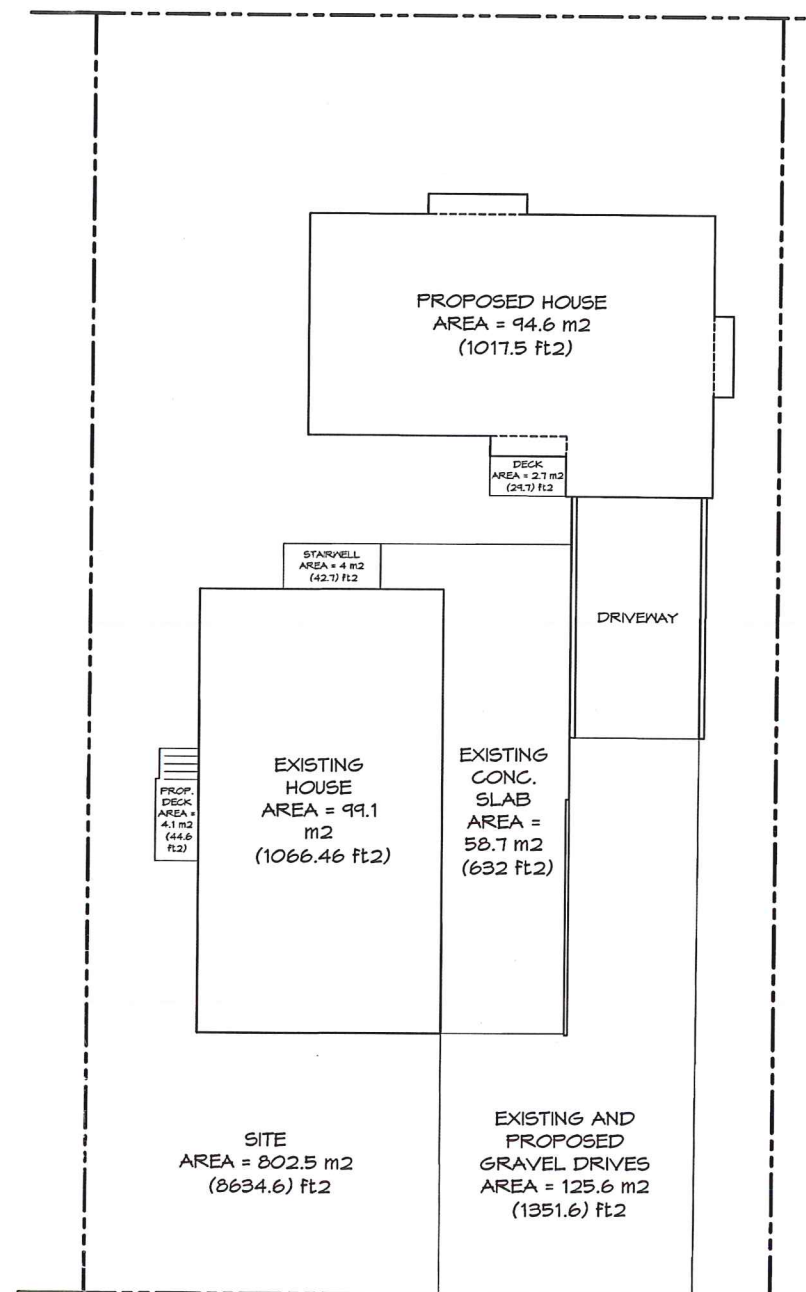 PROPOSED HOUSE
AREA = 94.6 m2
(1017.5 ft2)
DECK
AREA = 2.7 m2
(29.7) ft2
STAIRWELL
AREA = 4 m2
(42.7) ft2
DRIVEWAY
EXISTING
HOUSE
AREA = 99.1
m2
(1066.46 ft2)
EXISTING
CONC.
SLAB
AREA =
58.7 m2
(632 ft2)
PROP.
DECK
AREA =
4.1 m2
(44.6
ft2)
SITE
AREA = 802.5 m2
(8634.6) ft2
EXISTING AND
PROPOSED
GRAVEL DRIVES
AREA = 125.6 m2
(1351.6) ft2